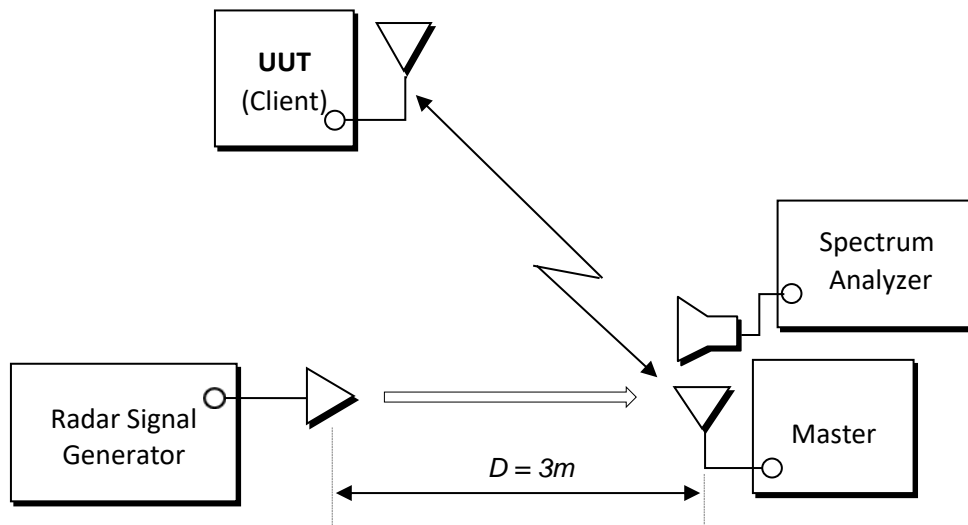 UUT
(Client)
Spectrum
Analyzer
Radar Signal
Generator
Master
D = 3m